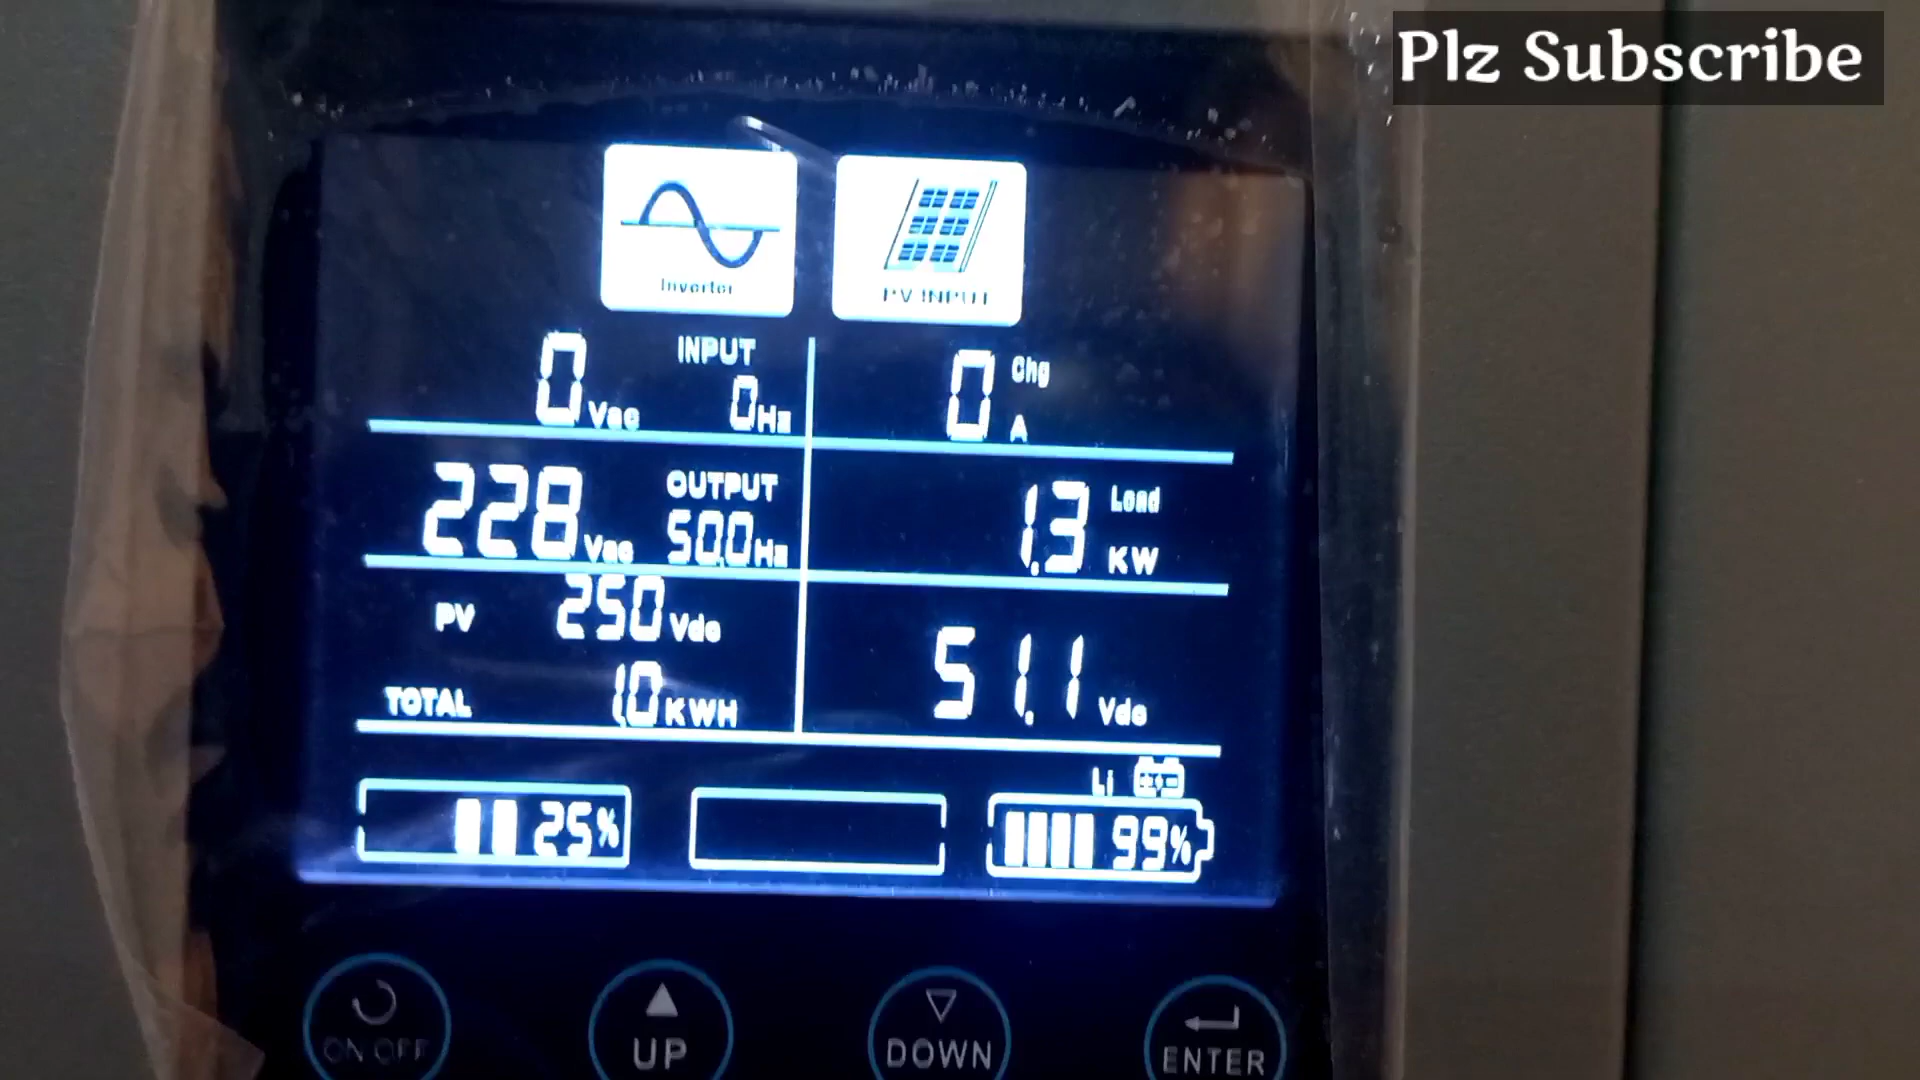 Plz Subscribe
Inverter
PV INPUT
INPUT
0 Vac 0 Hz
0 Chg A
OUTPUT
228 Vac 50.0 Hz
1.3 Load KW
PV 250 Vdc
TOTAL 1.0 KWH
51.1 Vdc
Li
25%
99%
ON OFF
UP
DOWN
ENTER